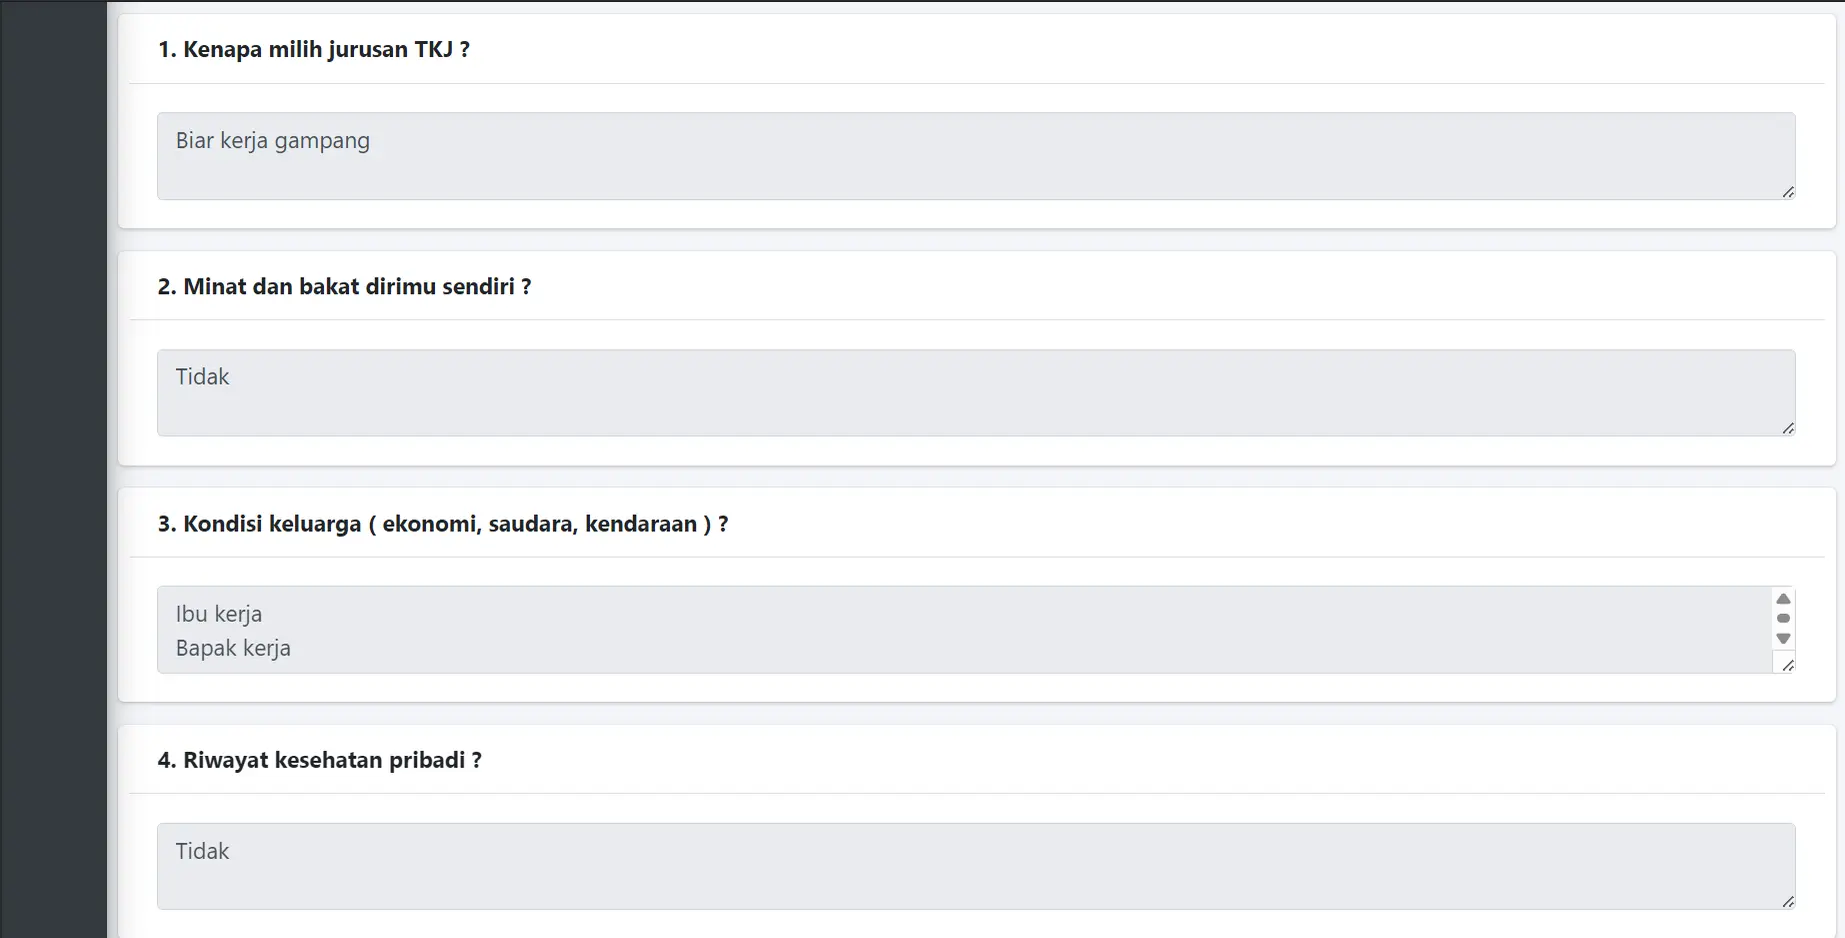 1. Kenapa milih jurusan TKJ ?
Biar kerja gampang
2. Minat dan bakat dirimu sendiri ?
Tidak
3. Kondisi keluarga ( ekonomi, saudara, kendaraan ) ?
Ibu kerja
Bapak kerja
4. Riwayat kesehatan pribadi ?
Tidak